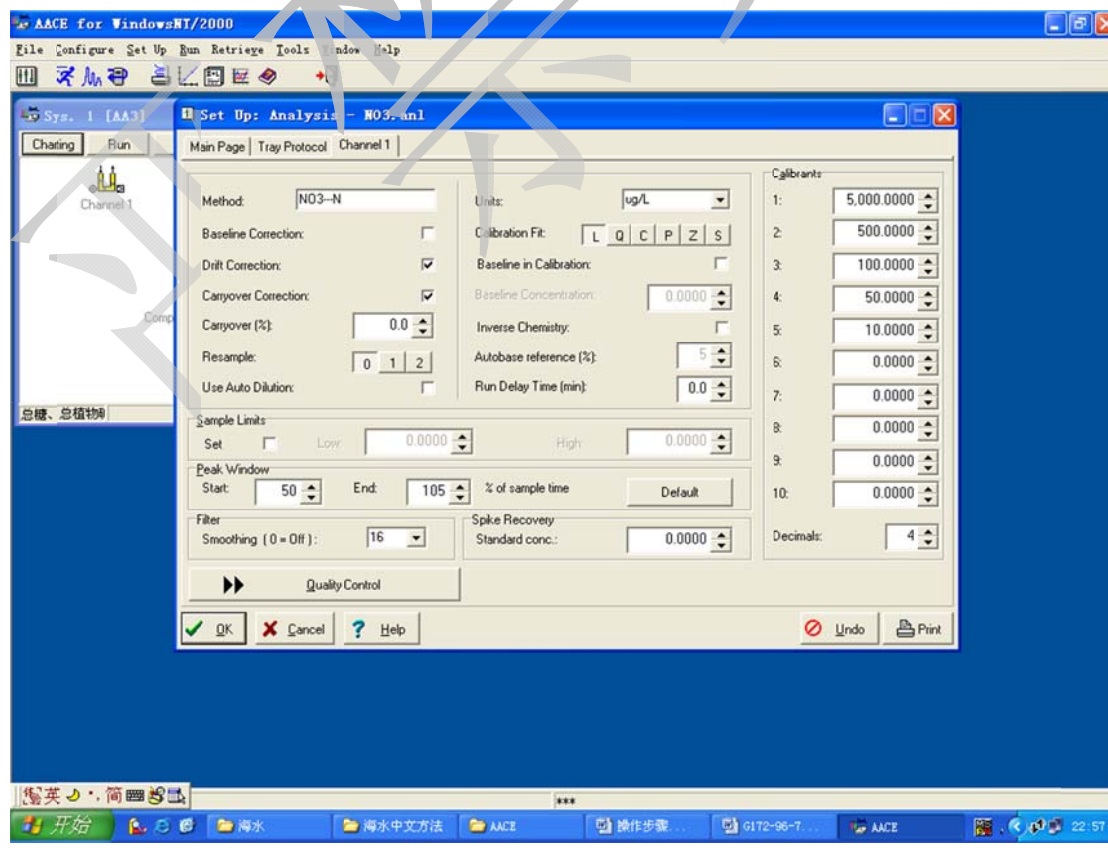 AACE for WindowsNT/2000
File Configure Set Up Run Retrieve Tools Window Help
Sys. 1 [AA3]
Charting Run
Channel 1
Comp
总糖、总植物
Set Up: Analysis - NO3.anl
Main Page Tray Protocol Channel 1
Method: NO3--N
Baseline Correction:
Drift Correction:
Carryover Correction:
Carryover (%): 0.0
Resample: 0 1 2
Use Auto Dilution:
Units: ug/L
Calibration Fit: L Q C P Z S
Baseline in Calibration:
Baseline Concentration: 0.0000
Inverse Chemistry:
Autobase reference (%): 5
Run Delay Time (min): 0.0
Sample Limits
Set Low: 0.0000 High: 0.0000
Peak Window
Start: 50 End: 105 % of sample time Default
Filter
Smoothing ( 0 = Off ): 16
Spike Recovery
Standard conc.: 0.0000
Quality Control
Calibrants
1: 5,000.0000
2: 500.0000
3: 100.0000
4: 50.0000
5: 10.0000
6: 0.0000
7: 0.0000
8: 0.0000
9: 0.0000
10: 0.0000
Decimals: 4
OK Cancel Help Undo Print
英 简
***
开始 海水 海水中文方法 AACE 操作步骤... G172-96-7... AACE 22:57